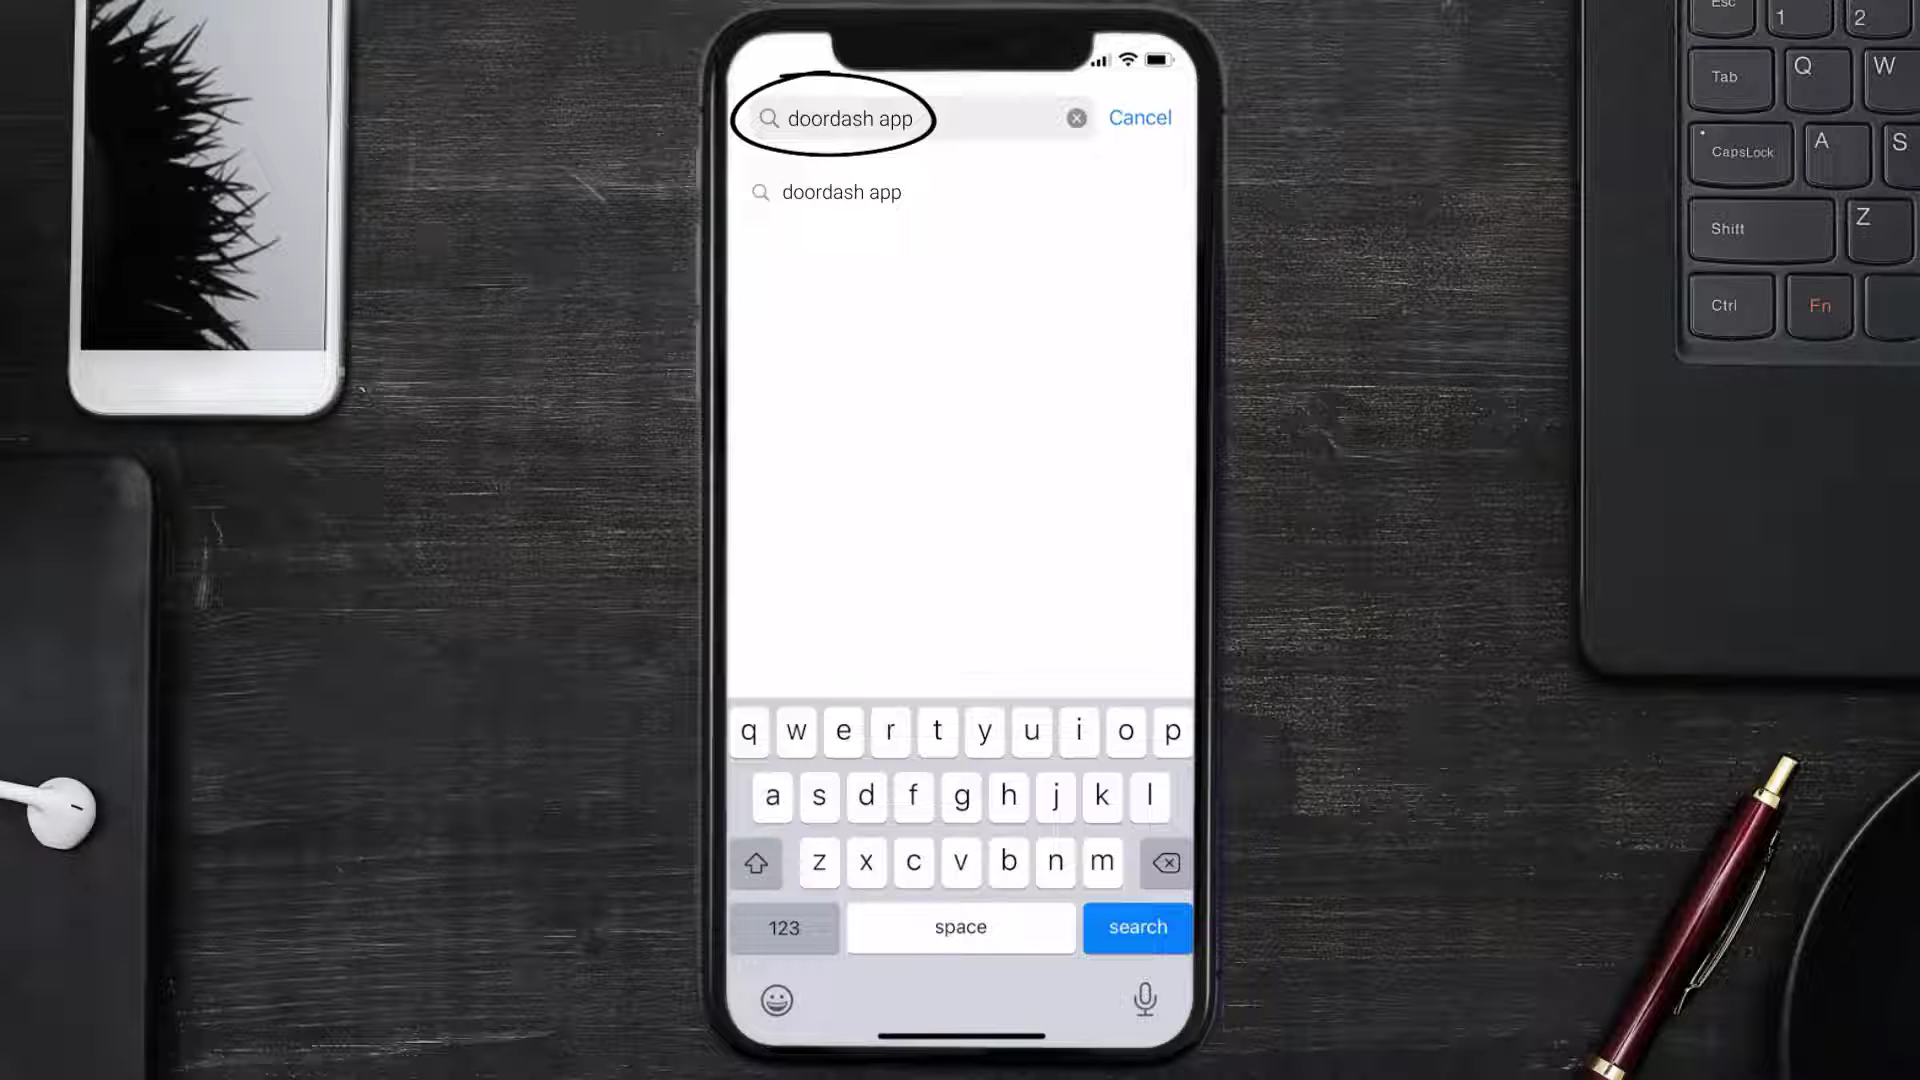 doordash app
Cancel
doordash app
q w e r t y u i o p
a s d f g h j k l
z x c v b n m
123 space search
Esc 1 2
Tab Q W
CapsLock A S
Shift Z
Ctrl Fn